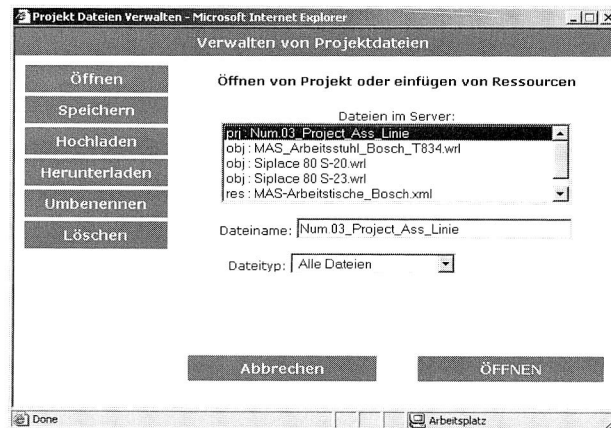 Projekt Dateien Verwalten - Microsoft Internet Explorer
Verwalten von Projektdateien
Öffnen
Speichern
Hochladen
Herunterladen
Umbenennen
Löschen
Öffnen von Projekt oder einfügen von Ressourcen
Dateien im Server:
prj : Num.03_Project_Ass_Linie
obj : MAS_Arbeitsstuhl_Bosch_T834.wrl
obj : Siplace 80 S-20.wrl
obj : Siplace 80 S-23.wrl
res : MAS-Arbeitstische_Bosch.xml
Dateiname: Num.03_Project_Ass_Linie
Dateityp: Alle Dateien
Abbrechen
ÖFFNEN
Done
Arbeitsplatz